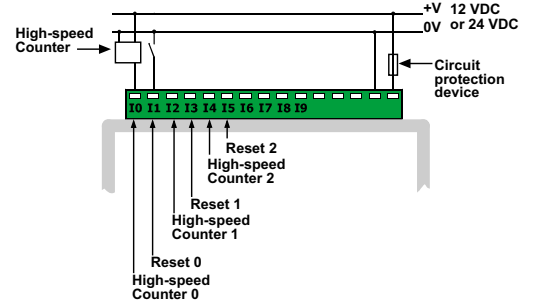 +V 12 VDC
0V or 24 VDC
High-speed
Counter
Circuit
protection
device
I0 I1 I2 I3 I4 I5 I6 I7 I8 I9
Reset 2
High-speed
Counter 2
Reset 1
High-speed
Counter 1
Reset 0
High-speed
Counter 0